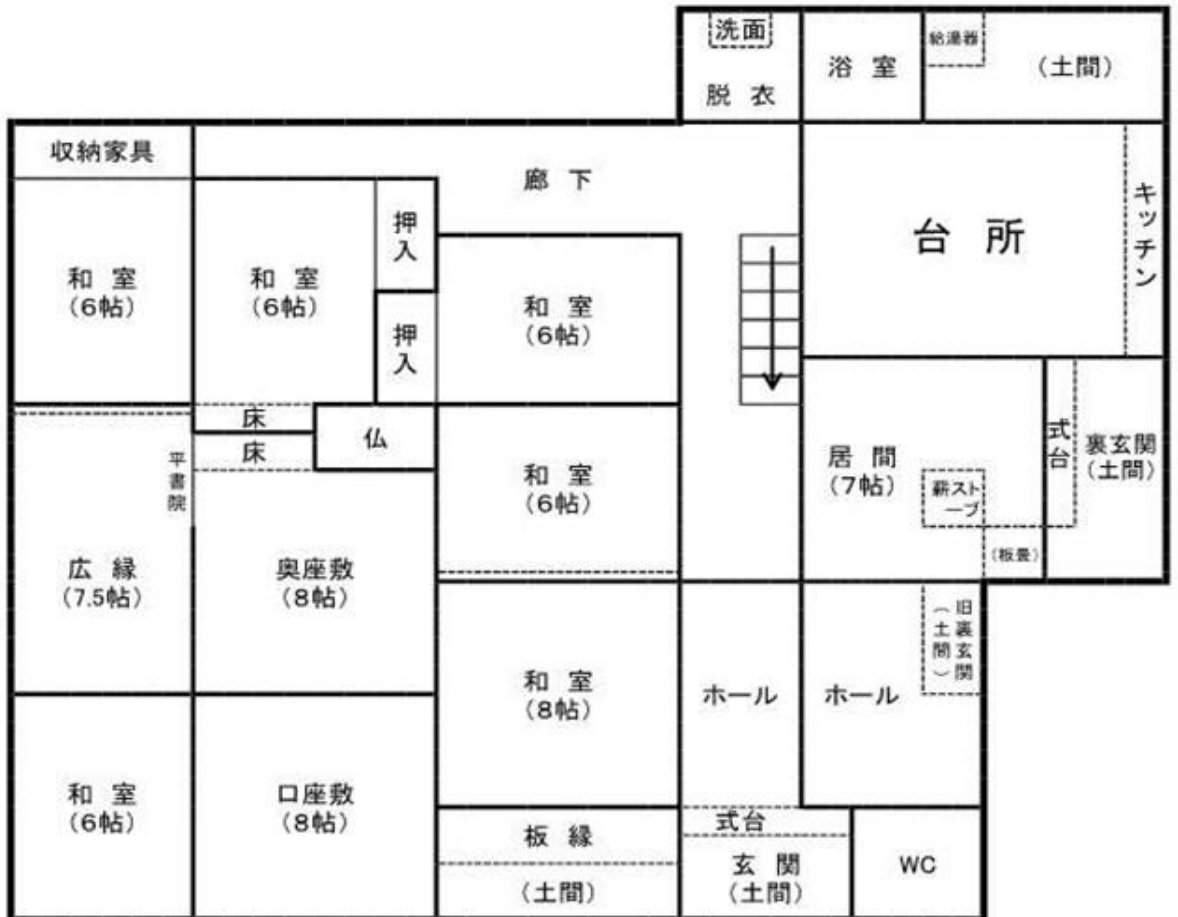 洗面
給湯器
浴室
(土間)
脱衣
収納家具
廊下
キッチン
台所
押入
和室
(6帖)
和室
(6帖)
和室
(6帖)
押入
床
仏
床
平書院
和室
(6帖)
居間
(7帖)
式台
裏玄関
(土間)
薪スト
ーブ
(板畳)
広縁
(7.5帖)
奥座敷
(8帖)
旧裏玄関
(土間)
和室
(8帖)
ホール
ホール
和室
(6帖)
口座敷
(8帖)
式台
板縁
玄関
(土間)
WC
(土間)